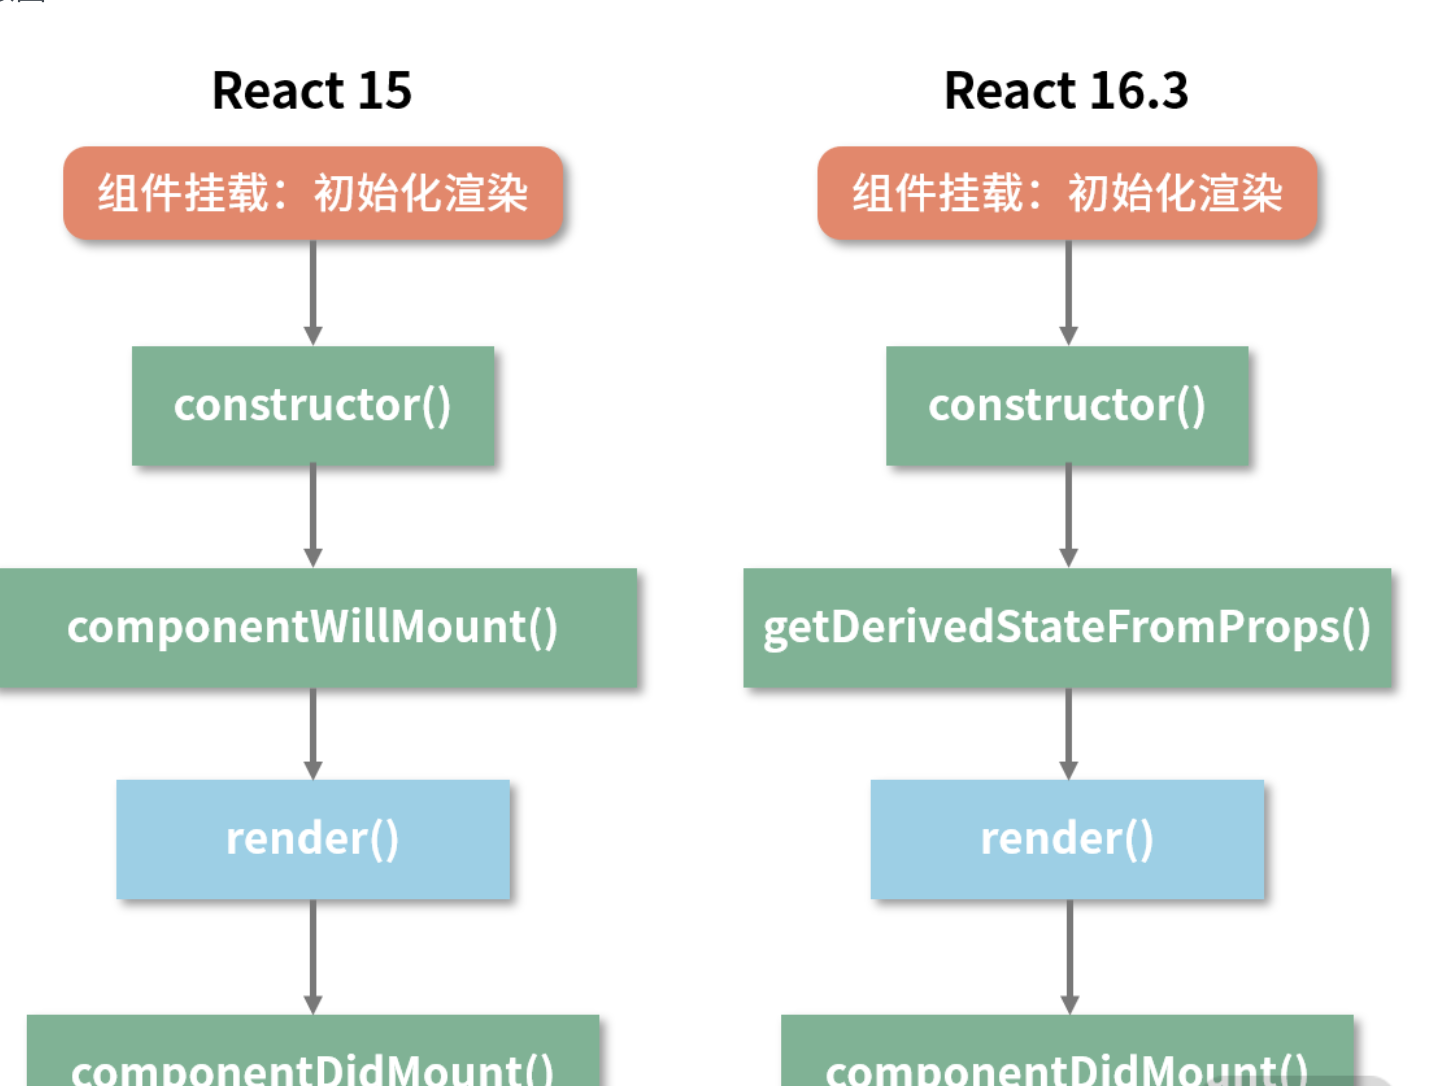 React 15
组件挂载：初始化渲染
constructor()
componentWillMount()
render()
componentDidMount()
React 16.3
组件挂载：初始化渲染
constructor()
getDerivedStateFromProps()
render()
componentDidMount()